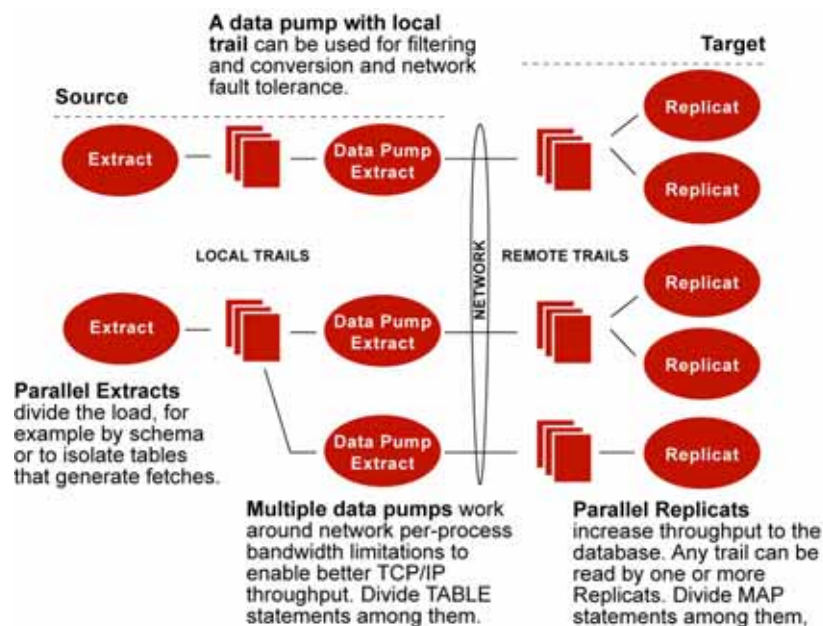 A data pump with local
trail can be used for filtering
and conversion and network
fault tolerance.
Target
Source
Extract
Data Pump
Extract
Replicat
Replicat
LOCAL TRAILS
NETWORK
REMOTE TRAILS
Replicat
Extract
Data Pump
Extract
Replicat
Parallel Extracts
divide the load, for
example by schema
or to isolate tables
that generate fetches.
Data Pump
Extract
Replicat
Multiple data pumps work
around network per-process
bandwidth limitations to
enable better TCP/IP
throughput. Divide TABLE
statements among them.
Parallel Replicats
increase throughput to the
database. Any trail can be
read by one or more
Replicats. Divide MAP
statements among them,